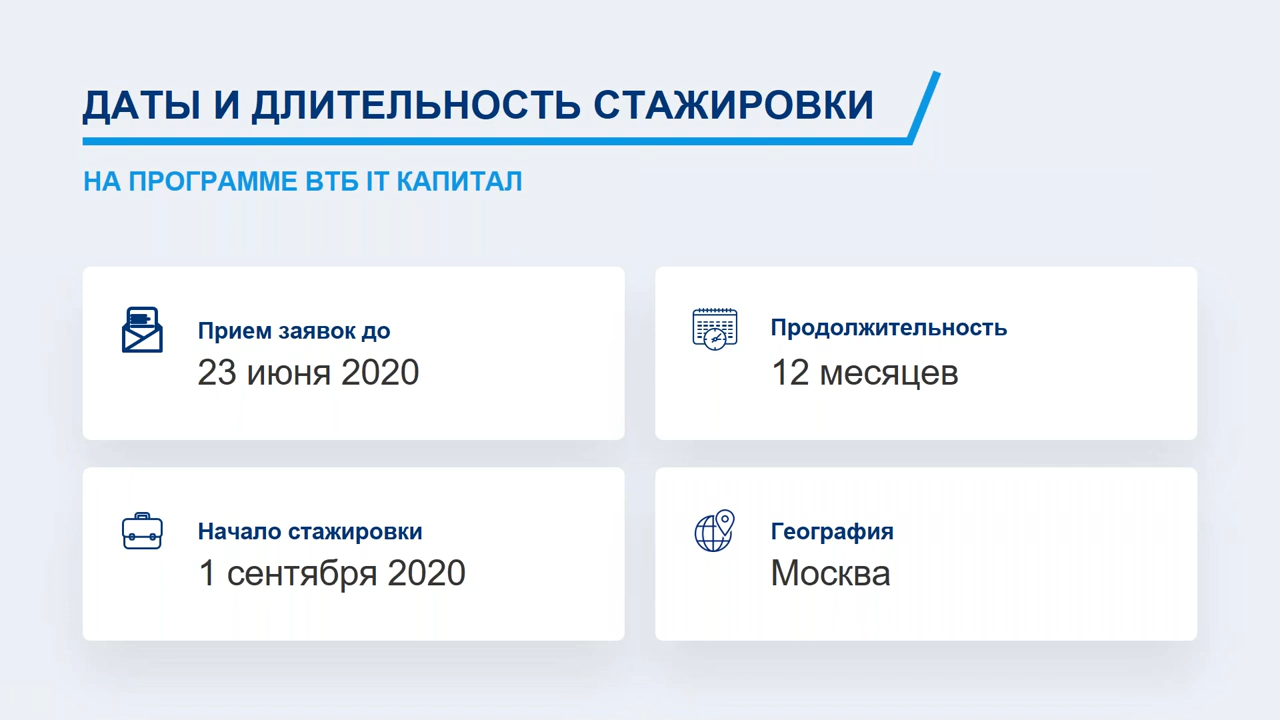 ДАТЫ И ДЛИТЕЛЬНОСТЬ СТАЖИРОВКИ
НА ПРОГРАММЕ ВТБ IT КАПИТАЛ
Прием заявок до
23 июня 2020
Продолжительность
12 месяцев
Начало стажировки
1 сентября 2020
География
Москва